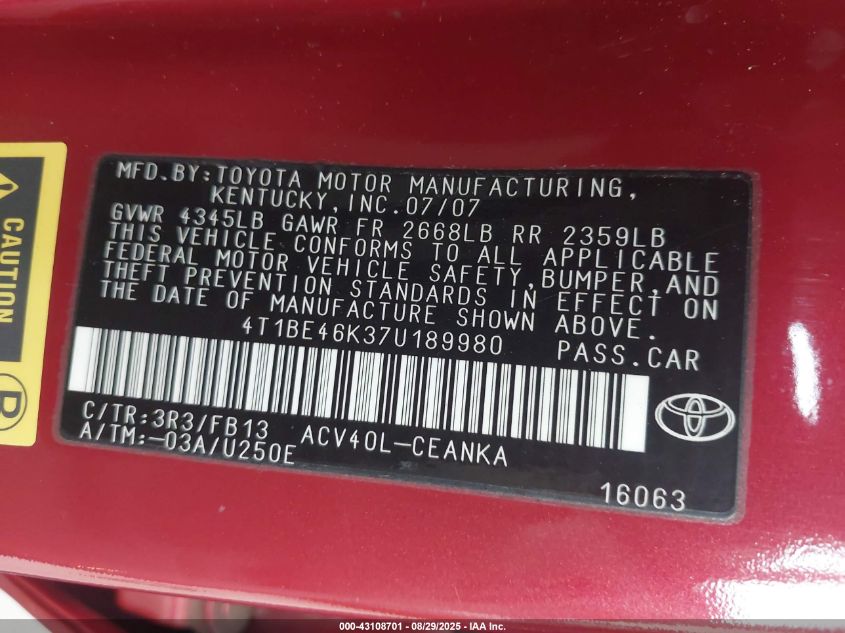 MFD.BY:TOYOTA MOTOR MANUFACTURING,
KENTUCKY,INC.07/07
GVWR 4345LB GAWR FR 2668LB RR 2359LB
THIS VEHICLE CONFORMS TO ALL APPLICABLE
FEDERAL MOTOR VEHICLE SAFETY,BUMPER,AND
THEFT PREVENTION STANDARDS IN EFFECT ON
THE DATE OF MANUFACTURE SHOWN ABOVE.
4T1BE46K37U189980 PASS.CAR
C/TR:3R3/FB13
A/TM:-03A/U250E ACV40L-CEANKA
16063
CAUTION
B
000-43108701 - 08/29/2025 - IAA Inc.